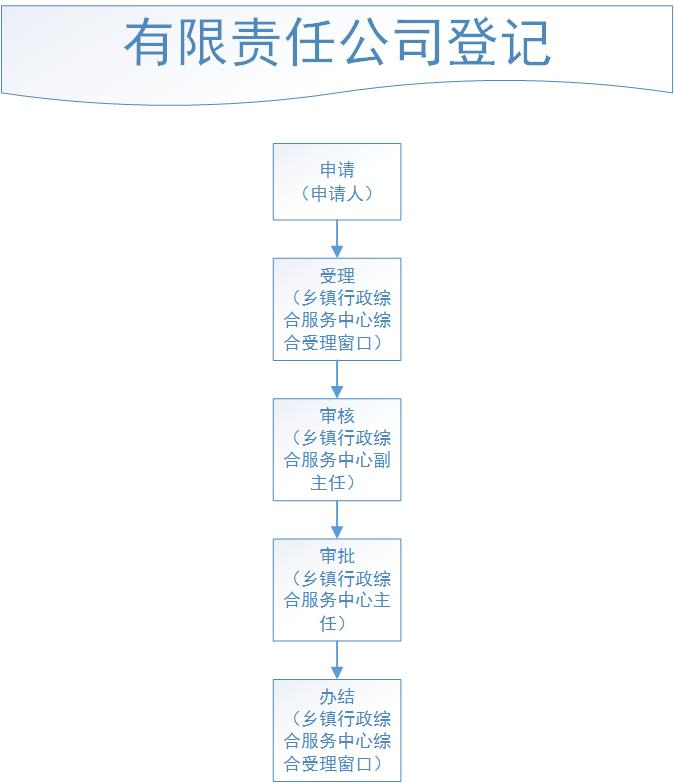 有限责任公司登记
申请
（申请人）
受理
（乡镇行政综
合服务中心综
合受理窗口）
审核
（乡镇行政综
合服务中心副
主任）
审批
（乡镇行政综
合服务中心主
任）
办结
（乡镇行政综
合服务中心综
合受理窗口）